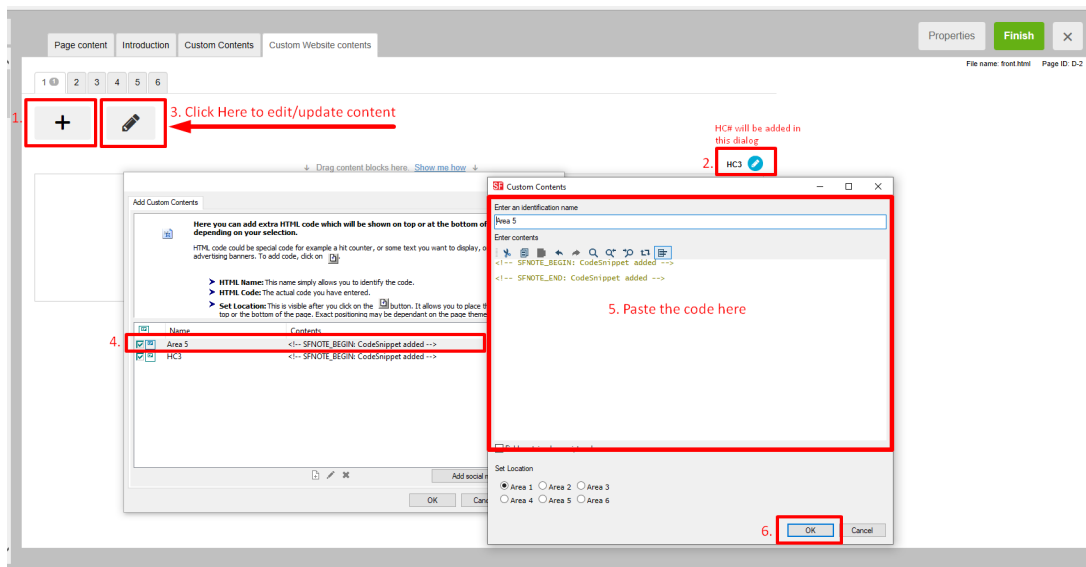 Page content Introduction Custom Contents Custom Website contents
Properties Finish
File name: front.html Page ID: D-2
1 2 3 4 5 6
1.
3. Click Here to edit/update content
HC# will be added in
this dialog
2. HC3
Drag content blocks here. Show me how
Add Custom Contents
Here you can add extra HTML code which will be shown on top or at the bottom of
depending on your selection.
HTML code could be special code for example a hit counter, or some text you want to display, o
advertising banners. To add code, click on
HTML Name: This name simply allows you to identify the code.
HTML Code: The actual code you have entered.
Set Location: This is visible after you click on the button. It allows you to place th
top or the bottom of the page. Exact positioning may be dependant on the page theme
Name Contents
4. Area 5 <!-- SFNOTE_BEGIN: CodeSnippet added -->
HC3 <!-- SFNOTE_BEGIN: CodeSnippet added -->
Add social
OK Canc
SF Custom Contents
Enter an identification name
Area 5
Enter contents
<!-- SFNOTE_BEGIN: CodeSnippet added -->
<!-- SFNOTE_END: CodeSnippet added -->
5. Paste the code here
Set Location
Area 1 Area 2 Area 3
Area 4 Area 5 Area 6
6. OK Cancel